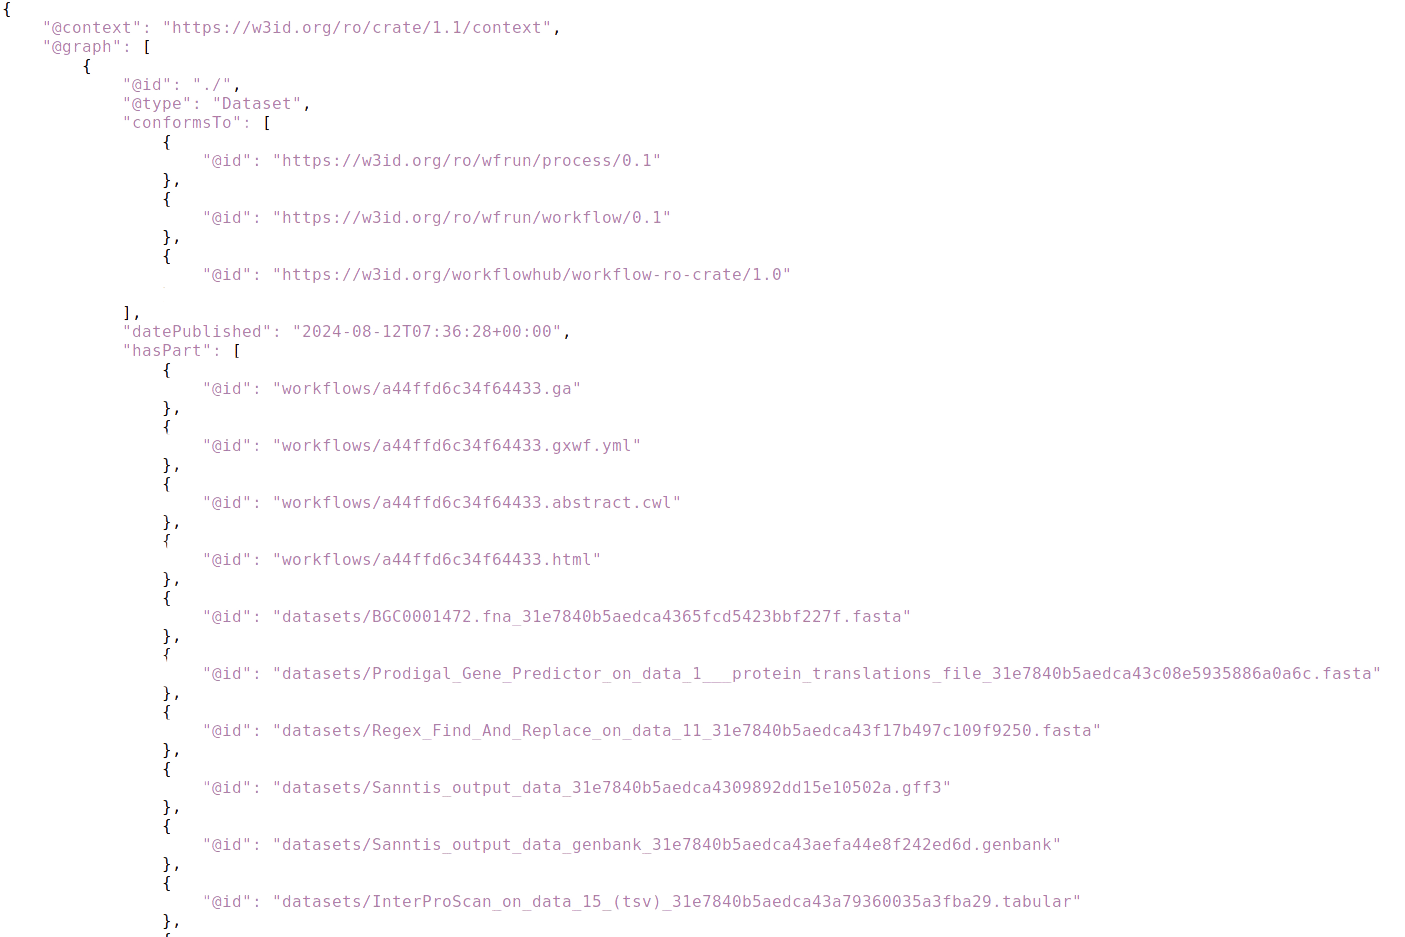 {
    "@context": "https://w3id.org/ro/crate/1.1/context",
    "@graph": [
        {
            "@id": "./",
            "@type": "Dataset",
            "conformsTo": [
                {
                    "@id": "https://w3id.org/ro/wfrun/process/0.1"
                },
                {
                    "@id": "https://w3id.org/ro/wfrun/workflow/0.1"
                },
                {
                    "@id": "https://w3id.org/workflowhub/workflow-ro-crate/1.0"
            ],
            "datePublished": "2024-08-12T07:36:28+00:00",
            "hasPart": [
                {
                    "@id": "workflows/a44ffd6c34f64433.ga"
                },
                {
                    "@id": "workflows/a44ffd6c34f64433.gxwf.yml"
                },
                {
                    "@id": "workflows/a44ffd6c34f64433.abstract.cwl"
                },
                {
                    "@id": "workflows/a44ffd6c34f64433.html"
                },
                {
                    "@id": "datasets/BGC0001472.fna_31e7840b5aedca4365fcd5423bbf227f.fasta"
                },
                {
                    "@id": "datasets/Prodigal_Gene_Predictor_on_data_1___protein_translations_file_31e7840b5aedca43c08e5935886a0a6c.fasta"
                },
                {
                    "@id": "datasets/Regex_Find_And_Replace_on_data_11_31e7840b5aedca43f17b497c109f9250.fasta"
                },
                {
                    "@id": "datasets/Sanntis_output_data_31e7840b5aedca4309892dd15e10502a.gff3"
                },
                {
                    "@id": "datasets/Sanntis_output_data_genbank_31e7840b5aedca43aefa44e8f242ed6d.genbank"
                },
                {
                    "@id": "datasets/InterProScan_on_data_15_(tsv)_31e7840b5aedca43a79360035a3fba29.tabular"
                },